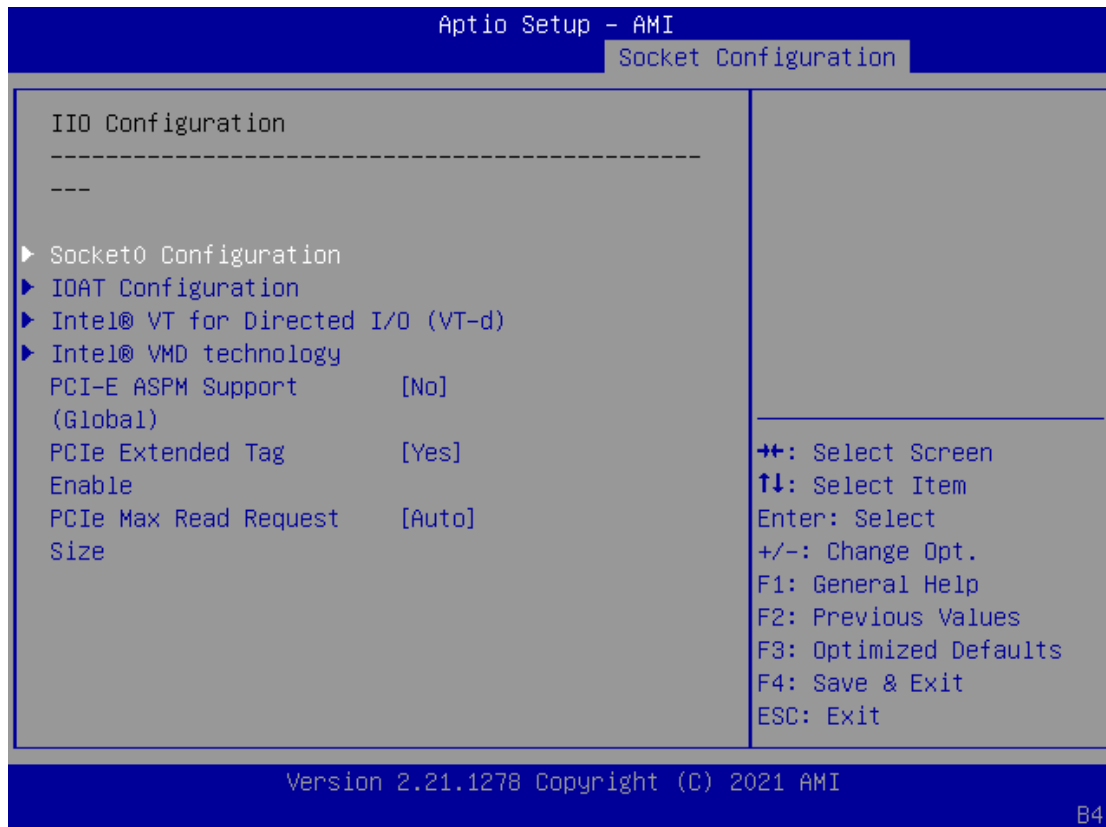 Aptio Setup – AMI
Socket Configuration
IIO Configuration
-----------------------------------------------
---
▶ Socket0 Configuration
▶ IOAT Configuration
▶ Intel® VT for Directed I/O (VT-d)
▶ Intel® VMD technology
PCI-E ASPM Support [No]
(Global)
PCIe Extended Tag [Yes]
Enable
PCIe Max Read Request [Auto]
Size
→←: Select Screen
↑↓: Select Item
Enter: Select
+/-: Change Opt.
F1: General Help
F2: Previous Values
F3: Optimized Defaults
F4: Save & Exit
ESC: Exit
Version 2.21.1278 Copyright (C) 2021 AMI
B4